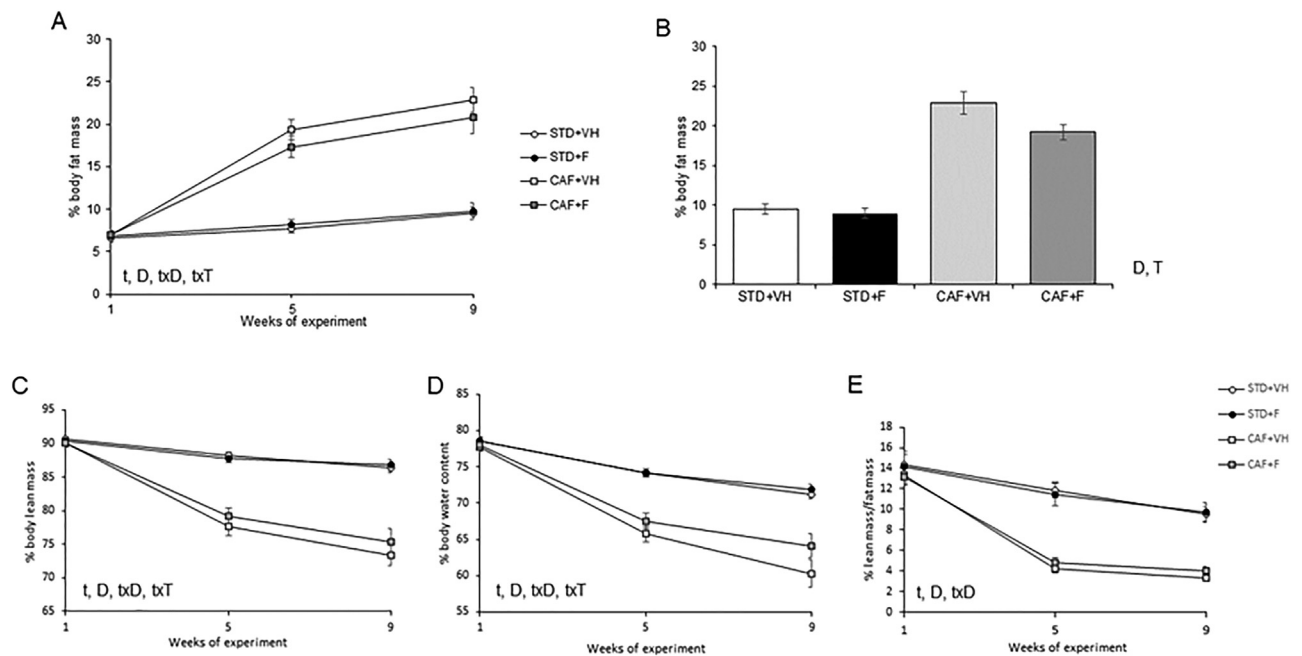 A
30
25
20
15
10
5
0
% body fat mass
1
5
9
Weeks of experiment
t, D, txD, txT
STD+VH
STD+F
CAF+VH
CAF+F
B
30
25
20
15
10
5
0
% body fat mass
STD+VH
STD+F
CAF+VH
CAF+F
D, T
C
95
90
85
80
75
70
65
% body lean mass
1
5
9
Weeks of experiment
t, D, txD, txT
D
85
80
75
70
65
60
55
% body water content
1
5
9
Weeks of experiment
t, D, txD, txT
E
18
16
14
12
10
8
6
4
2
0
% lean mass/fat mass
1
5
9
Weeks of experiment
t, D, txD
STD+VH
STD+F
CAF+VH
CAF+F